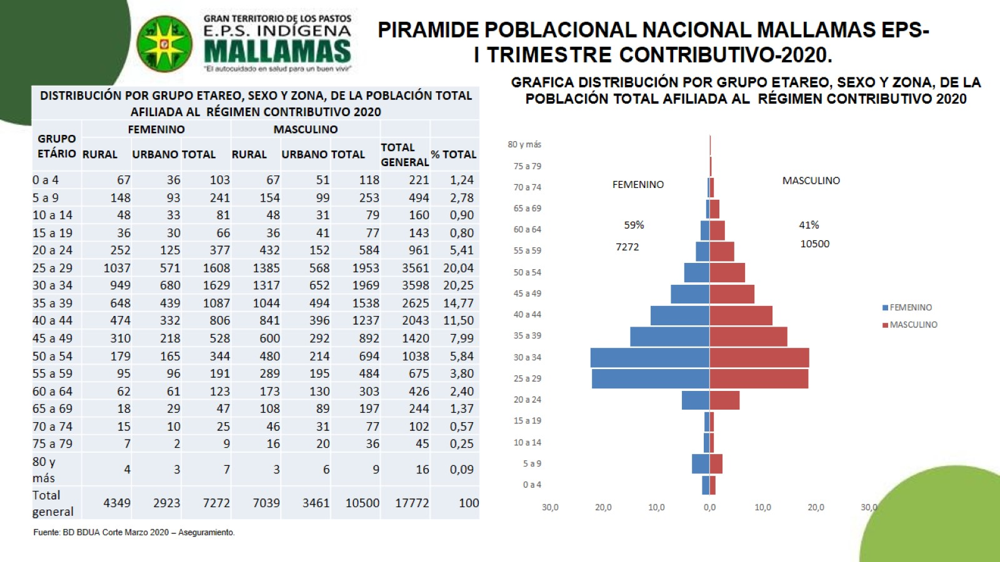 GRAN TERRITORIO DE LOS PASTOS
E.P.S. INDÍGENA
MALLAMAS
"El autocuidado en salud para un buen vivir"
PIRAMIDE POBLACIONAL NACIONAL MALLAMAS EPS-
I TRIMESTRE CONTRIBUTIVO-2020.
DISTRIBUCIÓN POR GRUPO ETAREO, SEXO Y ZONA, DE LA POBLACIÓN TOTAL
AFILIADA AL RÉGIMEN CONTRIBUTIVO 2020
GRUPO ETÁRIO FEMENINO MASCULINO
RURAL URBANO TOTAL RURAL URBANO TOTAL TOTAL GENERAL % TOTAL
0 a 4 67 36 103 67 51 118 221 1,24
5 a 9 148 93 241 154 99 253 494 2,78
10 a 14 48 33 81 48 31 79 160 0,90
15 a 19 36 30 66 36 41 77 143 0,80
20 a 24 252 125 377 432 152 584 961 5,41
25 a 29 1037 571 1608 1385 568 1953 3561 20,04
30 a 34 949 680 1629 1317 652 1969 3598 20,25
35 a 39 648 439 1087 1044 494 1538 2625 14,77
40 a 44 474 332 806 841 396 1237 2043 11,50
45 a 49 310 218 528 600 292 892 1420 7,99
50 a 54 179 165 344 480 214 694 1038 5,84
55 a 59 95 96 191 289 195 484 675 3,80
60 a 64 62 61 123 173 130 303 426 2,40
65 a 69 18 29 47 108 89 197 244 1,37
70 a 74 15 10 25 46 31 77 102 0,57
75 a 79 7 2 9 16 20 36 45 0,25
80 y más 4 3 7 3 6 9 16 0,09
Total general 4349 2923 7272 7039 3461 10500 17772 100
Fuente: BD BDUA Corte Marzo 2020 – Aseguramiento.
GRAFICA DISTRIBUCIÓN POR GRUPO ETAREO, SEXO Y ZONA, DE LA
POBLACIÓN TOTAL AFILIADA AL RÉGIMEN CONTRIBUTIVO 2020
80 y más
75 a 79
70 a 74
65 a 69
60 a 64
55 a 59
50 a 54
45 a 49
40 a 44
35 a 39
30 a 34
25 a 29
20 a 24
15 a 19
10 a 14
5 a 9
0 a 4
FEMENINO
59%
7272
MASCULINO
41%
10500
FEMENINO
MASCULINO
30,0 20,0 10,0 0,0 10,0 20,0 30,0